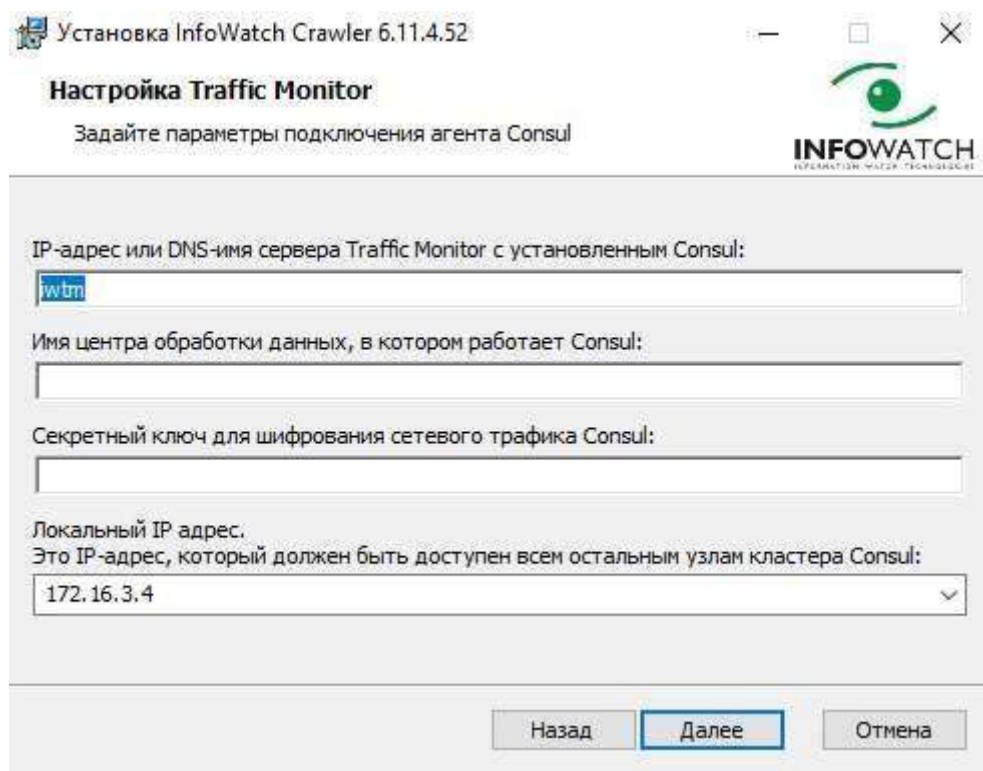 Установка InfoWatch Crawler 6.11.4.52
Настройка Traffic Monitor
Задайте параметры подключения агента Consul
INFOWATCH
IP-адрес или DNS-имя сервера Traffic Monitor с установленным Consul:
iwtm
Имя центра обработки данных, в котором работает Consul:
Секретный ключ для шифрования сетевого трафика Consul:
Локальный IP адрес.
Это IP-адрес, который должен быть доступен всем остальным узлам кластера Consul:
172.16.3.4
Назад
Далее
Отмена